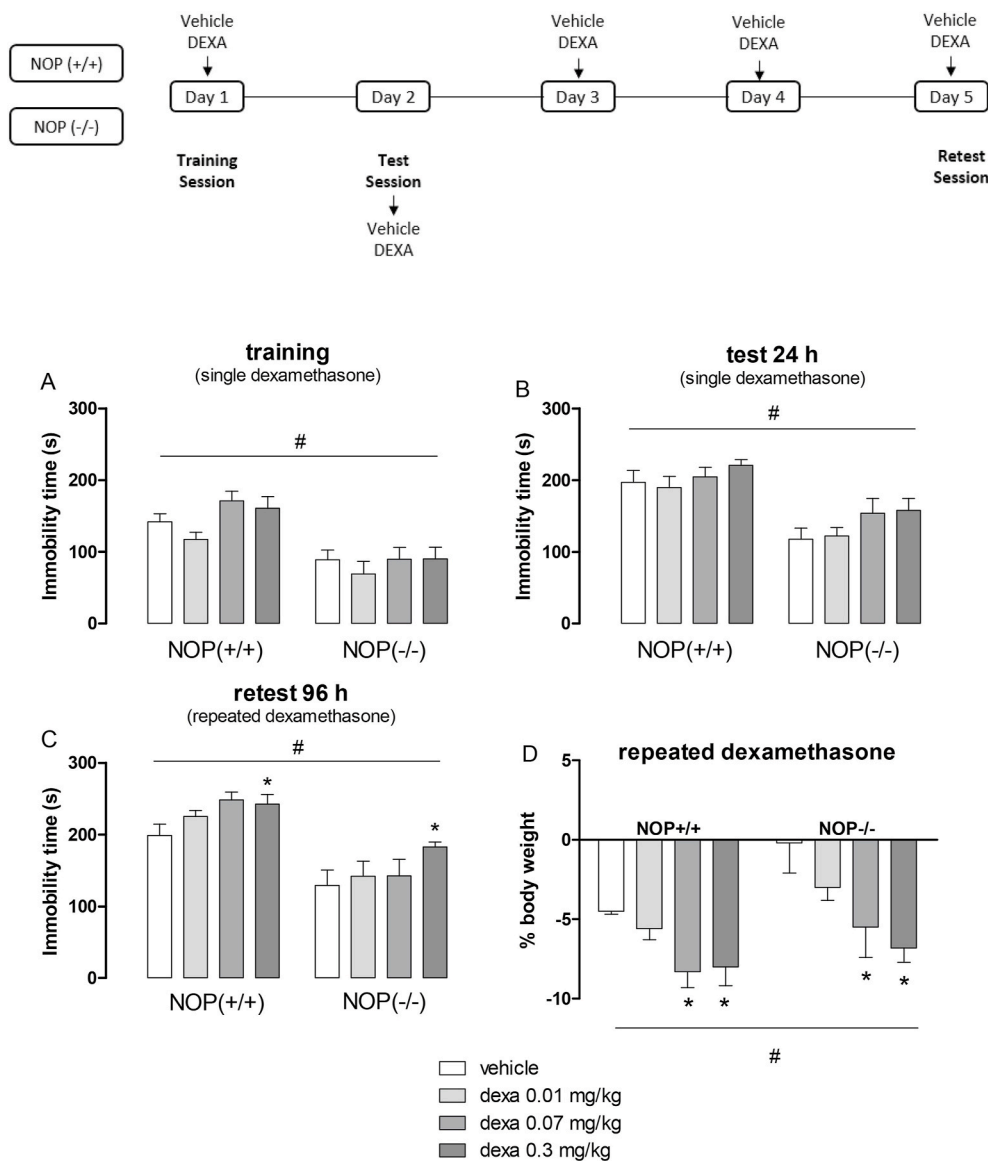 Vehicle
DEXA
Vehicle
DEXA
Vehicle
DEXA
Vehicle
DEXA
NOP (+/+)
NOP (-/-)
Day 1
Day 2
Day 3
Day 4
Day 5
Training
Session
Test
Session
Retest
Session
Vehicle
DEXA
A
training
(single dexamethasone)
Immobility time (s)
300
200
100
0
#
NOP(+/+)
NOP(-/-)
B
test 24 h
(single dexamethasone)
Immobility time (s)
300
200
100
0
#
NOP(+/+)
NOP(-/-)
C
retest 96 h
(repeated dexamethasone)
Immobility time (s)
300
200
100
0
#
*
*
NOP(+/+)
NOP(-/-)
D
repeated dexamethasone
% body weight
5
0
-5
-10
NOP+/+
NOP-/-
* * * *
#
vehicle
dexa 0.01 mg/kg
dexa 0.07 mg/kg
dexa 0.3 mg/kg